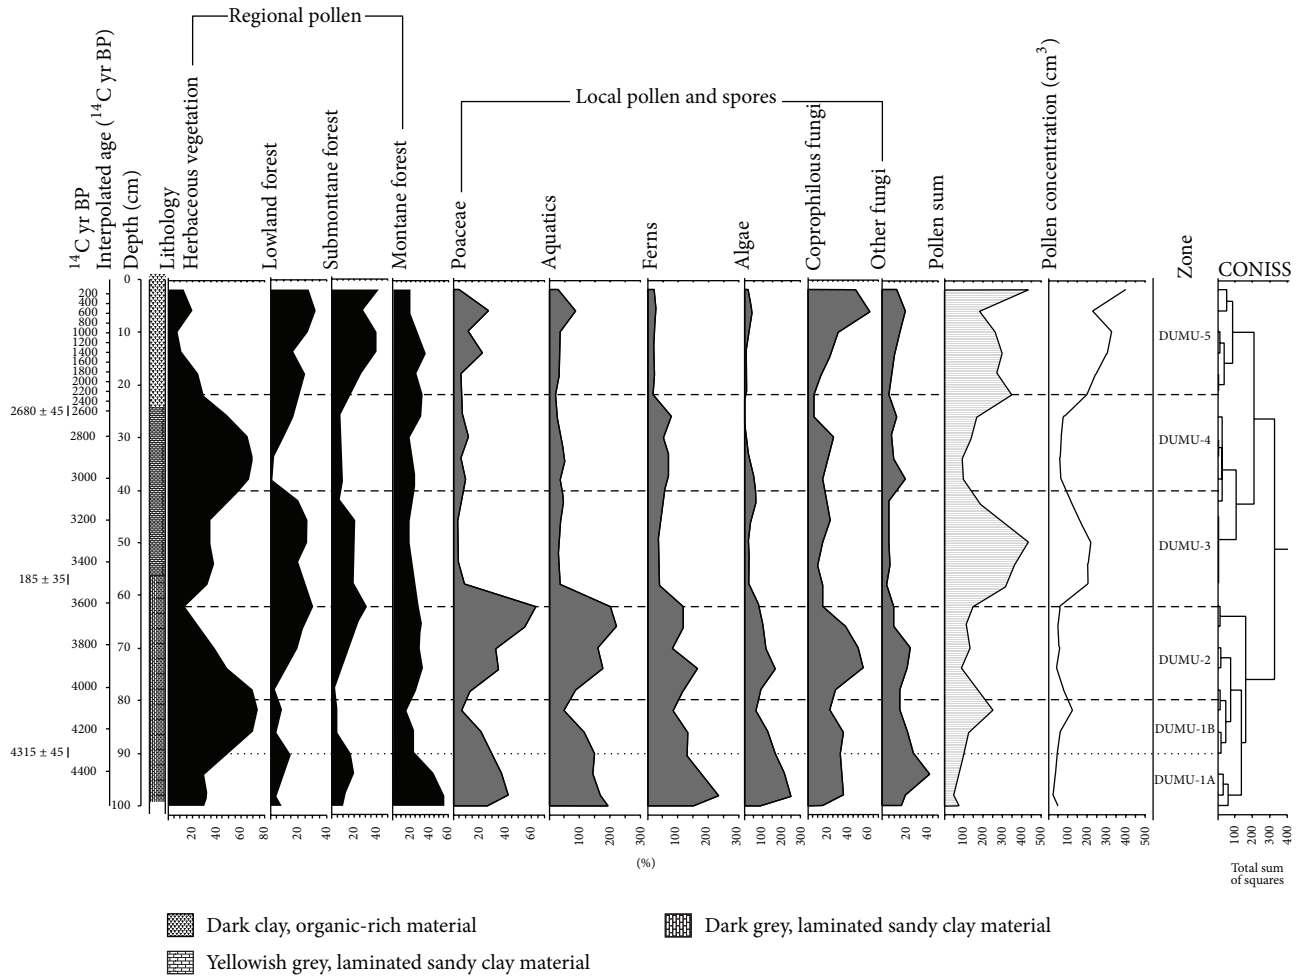 Regional pollen
Local pollen and spores
¹⁴C yr BP
Interpolated age (¹⁴C yr BP)
Depth (cm)
Lithology
Herbaceous vegetation
Lowland forest
Submontane forest
Montane forest
Poaceae
Aquatics
Ferns
Algae
Coprophilous fungi
Other fungi
Pollen sum
Pollen concentration (cm³)
Zone
CONISS
2680 ± 45
185 ± 35
4315 ± 45
200
400
600
1000
1200
1400
1600
1800
2000
2200
2400
2600
2800
3000
3200
3400
3600
3800
4000
4200
4400
0
10
20
30
40
50
60
70
80
90
100
DUMU-5
DUMU-4
DUMU-3
DUMU-2
DUMU-1B
DUMU-1A
20 40 60 80
20 40
20 40
20 40 60
20 40 60
100 200 300
100 200 300
100 200 300
20 40 60
20 40
100 200 300 400 500
100 200 300 400 500
100 200 300 400
(%)
Total sum
of squares
Dark clay, organic-rich material
Dark grey, laminated sandy clay material
Yellowish grey, laminated sandy clay material